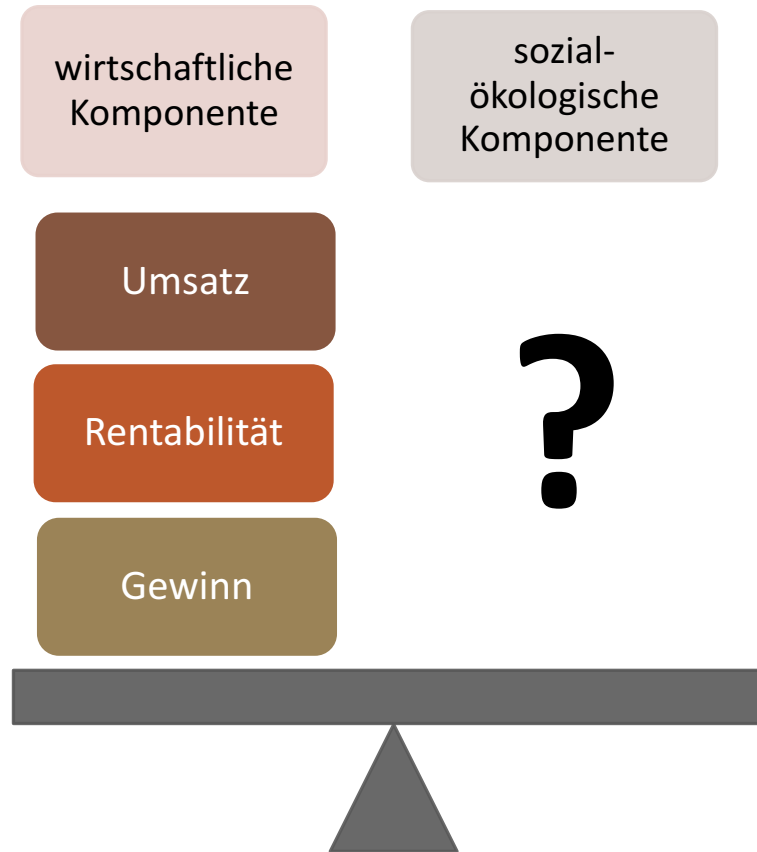 wirtschaftliche
Komponente
sozial-
ökologische
Komponente
Umsatz
Rentabilität
Gewinn
?